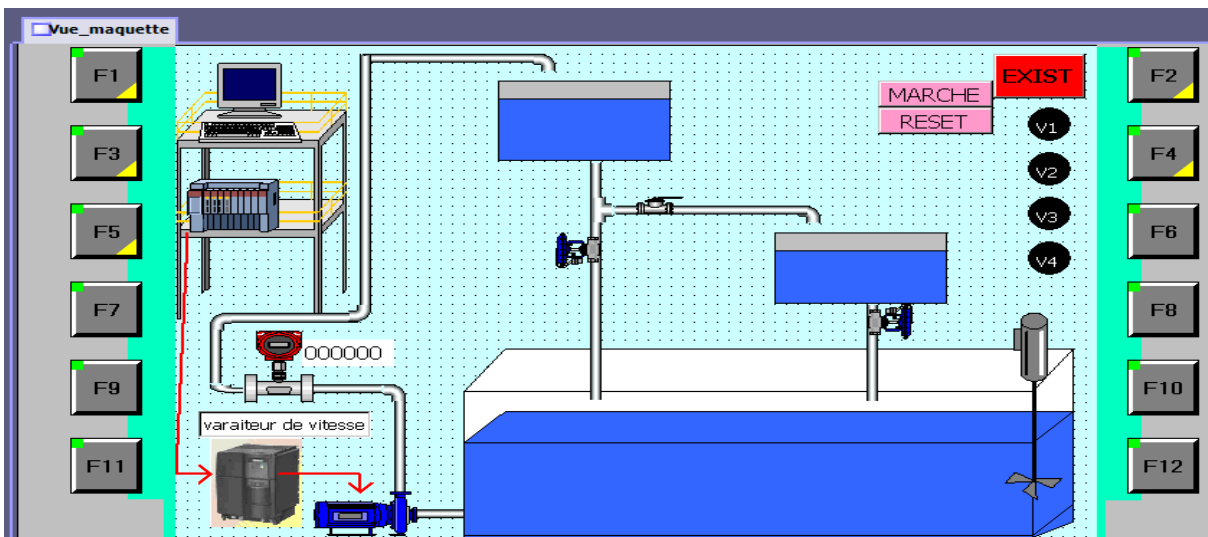 Vue_maquette
F1
EXIST
F2
MARCHE
RESET
V1
F3
F4
V2
V3
F5
F6
V4
F7
F8
000000
F9
F10
varaiteur de vitesse
F11
F12